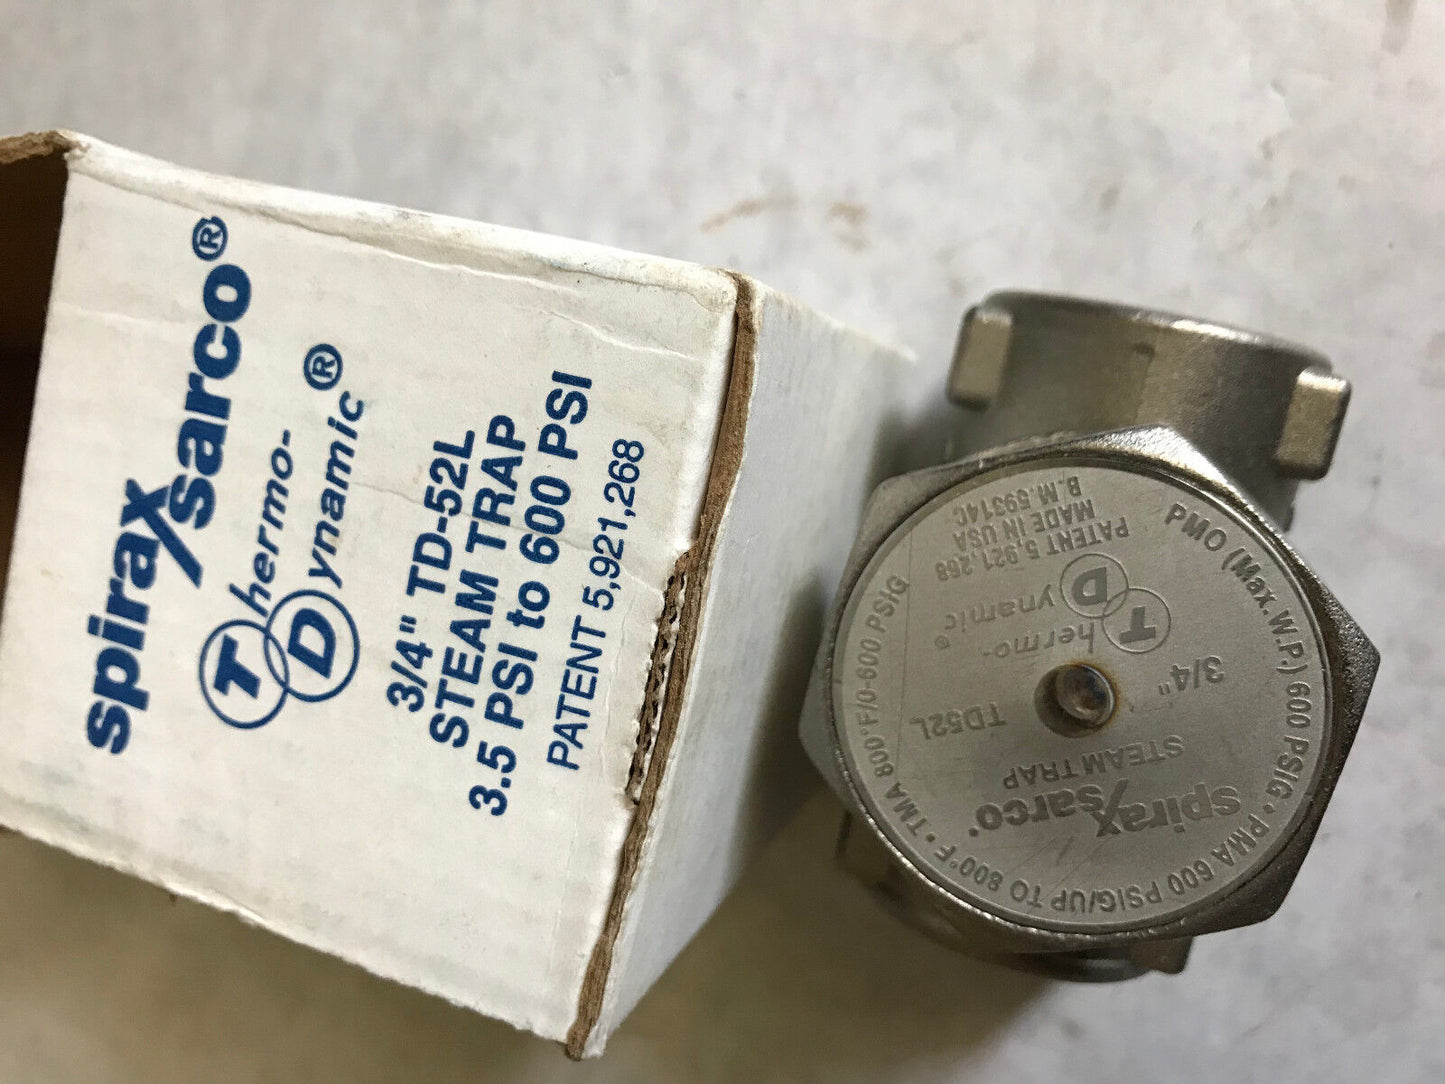 spirax sarco®
Thermo-
Dynamic®
3/4" TD-52L
STEAM TRAP
3.5 PSI to 600 PSI
PATENT 5,921,268
PMO (Max.W.P.) 600 PSIG • PMA 600 PSIG/UP TO 800°F • TMA 800°F/0-600 PSIG
spirax sarco
STEAM TRAP
3/4" TD52L
Thermo-
Dynamic®
PATENT 5,921,268
MADE IN USA
B.M.59314C